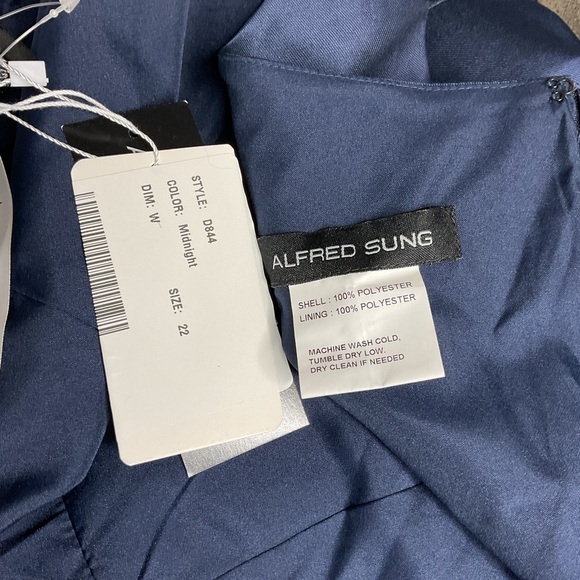 STYLE: D844
COLOR: Midnight
DIM: W SIZE: 22
ALFRED SUNG
SHELL : 100% POLYESTER
LINING : 100% POLYESTER
MACHINE WASH COLD,
TUMBLE DRY LOW.
DRY CLEAN IF NEEDED